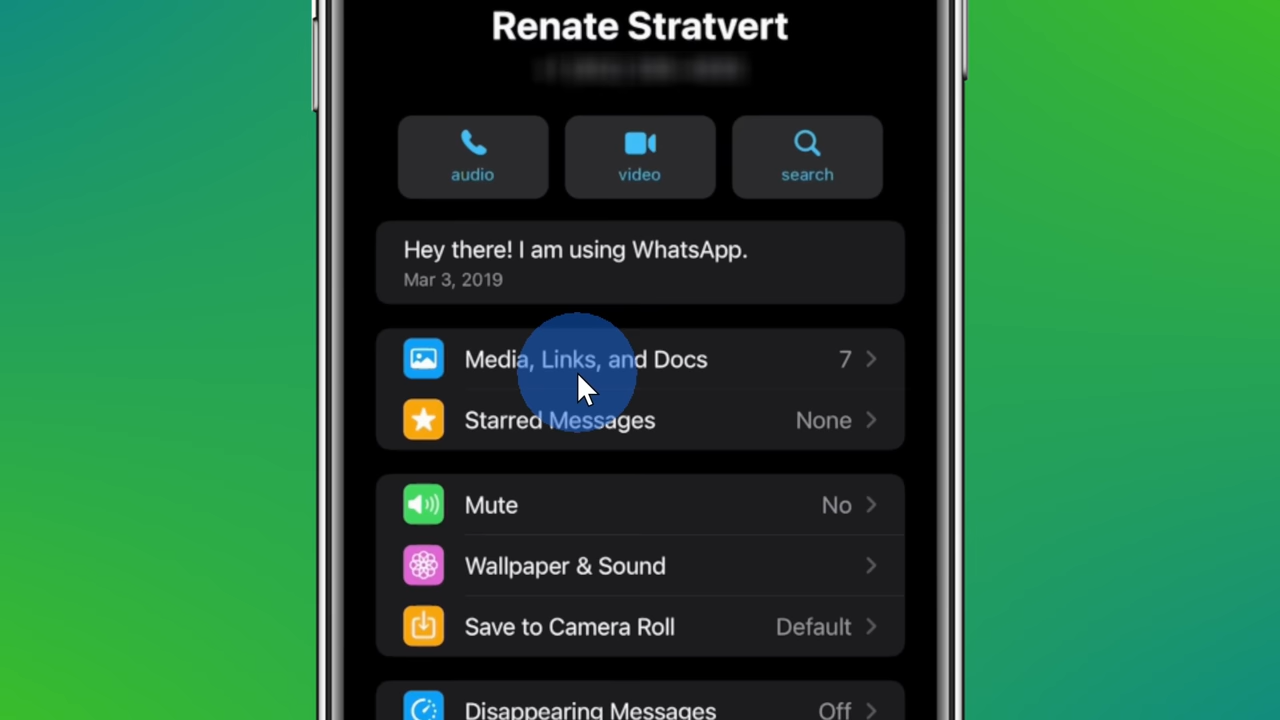 Renate Stratvert
audio
video
search
Hey there! I am using WhatsApp.
Mar 3, 2019
Media, Links, and Docs 7
Starred Messages None
Mute No
Wallpaper & Sound
Save to Camera Roll Default
Disappearing Messages Off